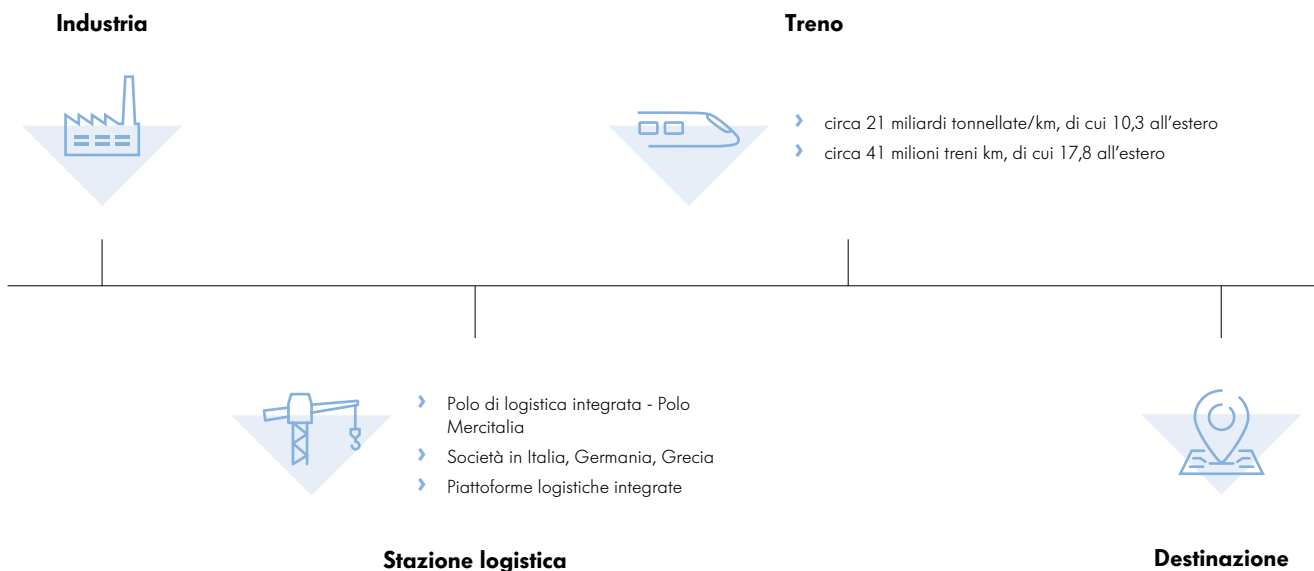 Industria
Treno
circa 21 miliardi tonnellate/km, di cui 10,3 all’estero
circa 41 milioni treni km, di cui 17,8 all’estero
Polo di logistica integrata - Polo
Mercitalia
Società in Italia, Germania, Grecia
Piattoforme logistiche integrate
Stazione logistica
Destinazione